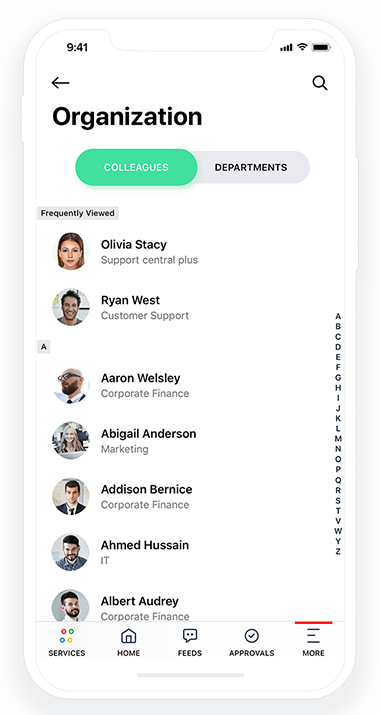 9:41
Organization
COLLEAGUES DEPARTMENTS
Frequently Viewed
Olivia Stacy
Support central plus
Ryan West
Customer Support
A
Aaron Welsley
Corporate Finance
Abigail Anderson
Marketing
Addison Bernice
Corporate Finance
Ahmed Hussain
IT
Albert Audrey
Corporate Finance
A
B
C
D
E
F
G
H
I
J
K
L
M
N
O
P
Q
R
S
T
V
W
Y
Z
SERVICES HOME FEEDS APPROVALS MORE